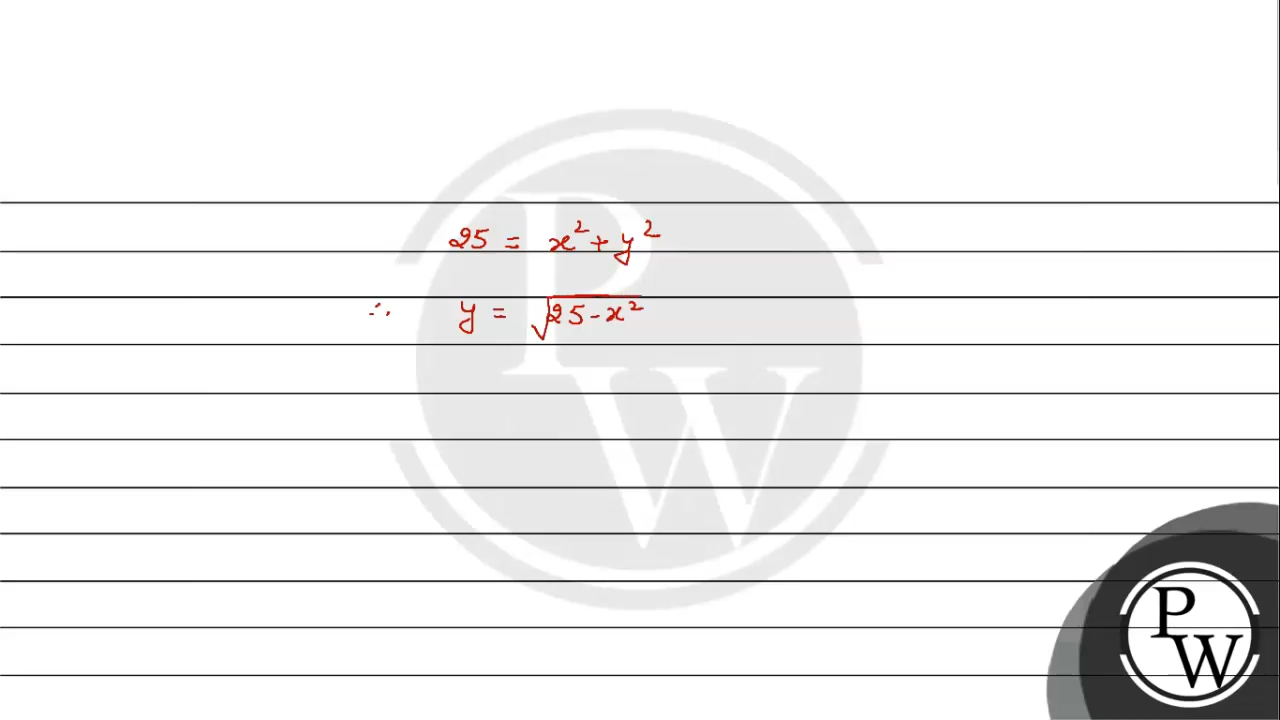 25 = x² + y²
∴ y = √(25-x²)
P
W
P
W